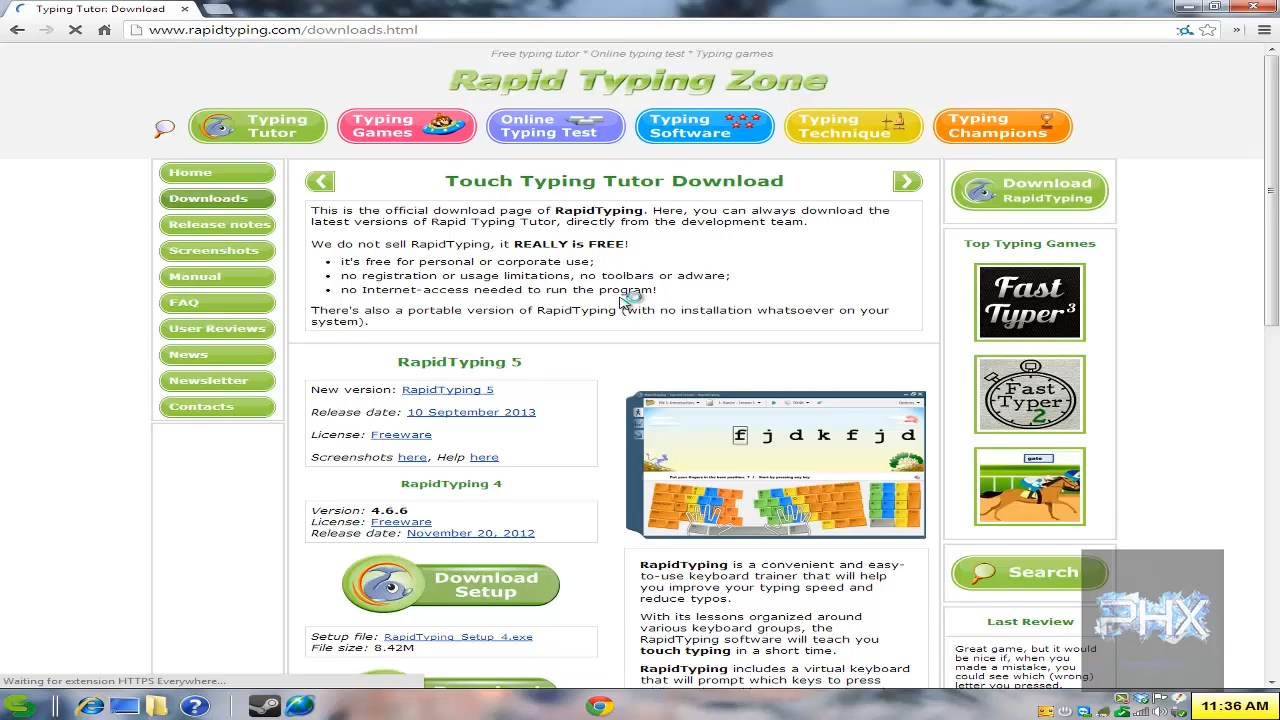 Typing Tutor: Download
www.rapidtyping.com/downloads.html
Free typing tutor * Online typing test * Typing games
Rapid Typing Zone
Typing Tutor
Typing Games
Online Typing Test
Typing Software
Typing Technique
Typing Champions
Home
Downloads
Release notes
Screenshots
Manual
FAQ
User Reviews
News
Newsletter
Contacts
Touch Typing Tutor Download
This is the official download page of RapidTyping. Here, you can always download the
latest versions of Rapid Typing Tutor, directly from the development team.
We do not sell RapidTyping, it REALLY is FREE!
• it's free for personal or corporate use;
• no registration or usage limitations, no toolbar or adware;
• no Internet-access needed to run the program!
There's also a portable version of RapidTyping (with no installation whatsoever on your
system).
RapidTyping 5
New version: RapidTyping 5
Release date: 10 September 2013
License: Freeware
Screenshots here, Help here
RapidTyping 4
Version: 4.6.6
License: Freeware
Release date: November 20, 2012
Download
Setup
Setup file: RapidTyping_Setup_4.exe
File size: 8.42M
f j d k f j d
RapidTyping is a convenient and easy-
to-use keyboard trainer that will help
you improve your typing speed and
reduce typos.
With its lessons organized around
various keyboard groups, the
RapidTyping software will teach you
touch typing in a short time.
RapidTyping includes a virtual keyboard
that will prompt which keys to press
Download
RapidTyping
Top Typing Games
Fast
Typer 3
Fast
Typer
2
gate
Search
Last Review
Great game, but it would
be nice if, when you
made a mistake, you
could see which (wrong)
letter you pressed.
PHX
Waiting for extension HTTPS Everywhere...
11:36 AM